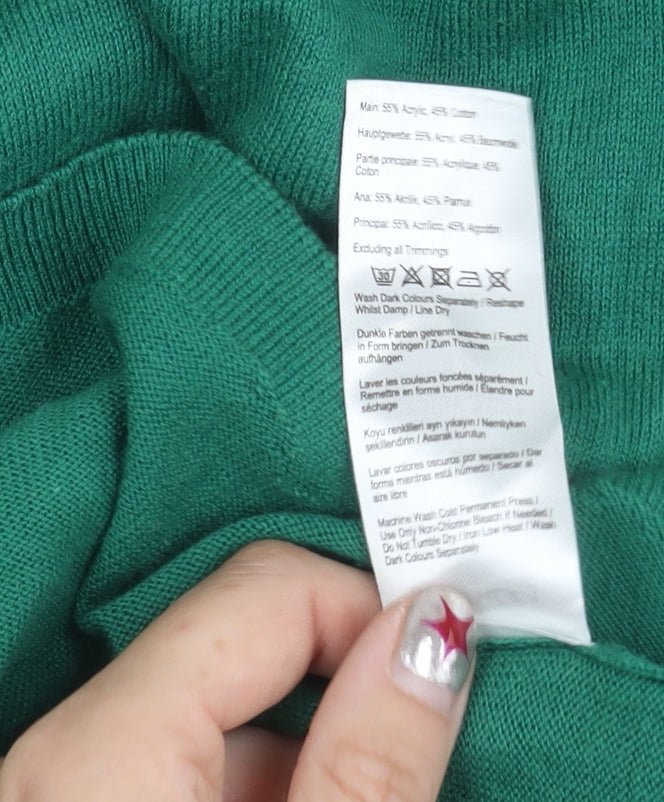 Main: 55% Acrylic, 45% Cotton
Hauptgewebe: 55% Acryl, 45% Baumwolle
Partie principale: 55% Acrylique, 45%
Coton
Ana: 55% Akrilik, 45% Pamuk
Principal: 55% Acrílico, 45% Algodón
Excluding all Trimmings
30
Wash Dark Colours Separately / Reshape
Whilst Damp / Line Dry
Dunkle Farben getrennt waschen / Feucht
in Form bringen / Zum Trocknen
aufhängen
Laver les couleurs foncées séparément /
Remettre en forme humide / Étendre pour
séchage
Koyu renklileri ayrı yıkayın / Nemliyken
şekillendirin / Asarak kurutun
Lavar colores oscuros por separado / Dar
forma mientras está húmedo / Secar al
aire libre
Machine Wash Cold Permanent Press /
Use Only Non-Chlorine Bleach If Needed /
Do Not Tumble Dry / Iron Low Heat / Wash
Dark Colours Separately